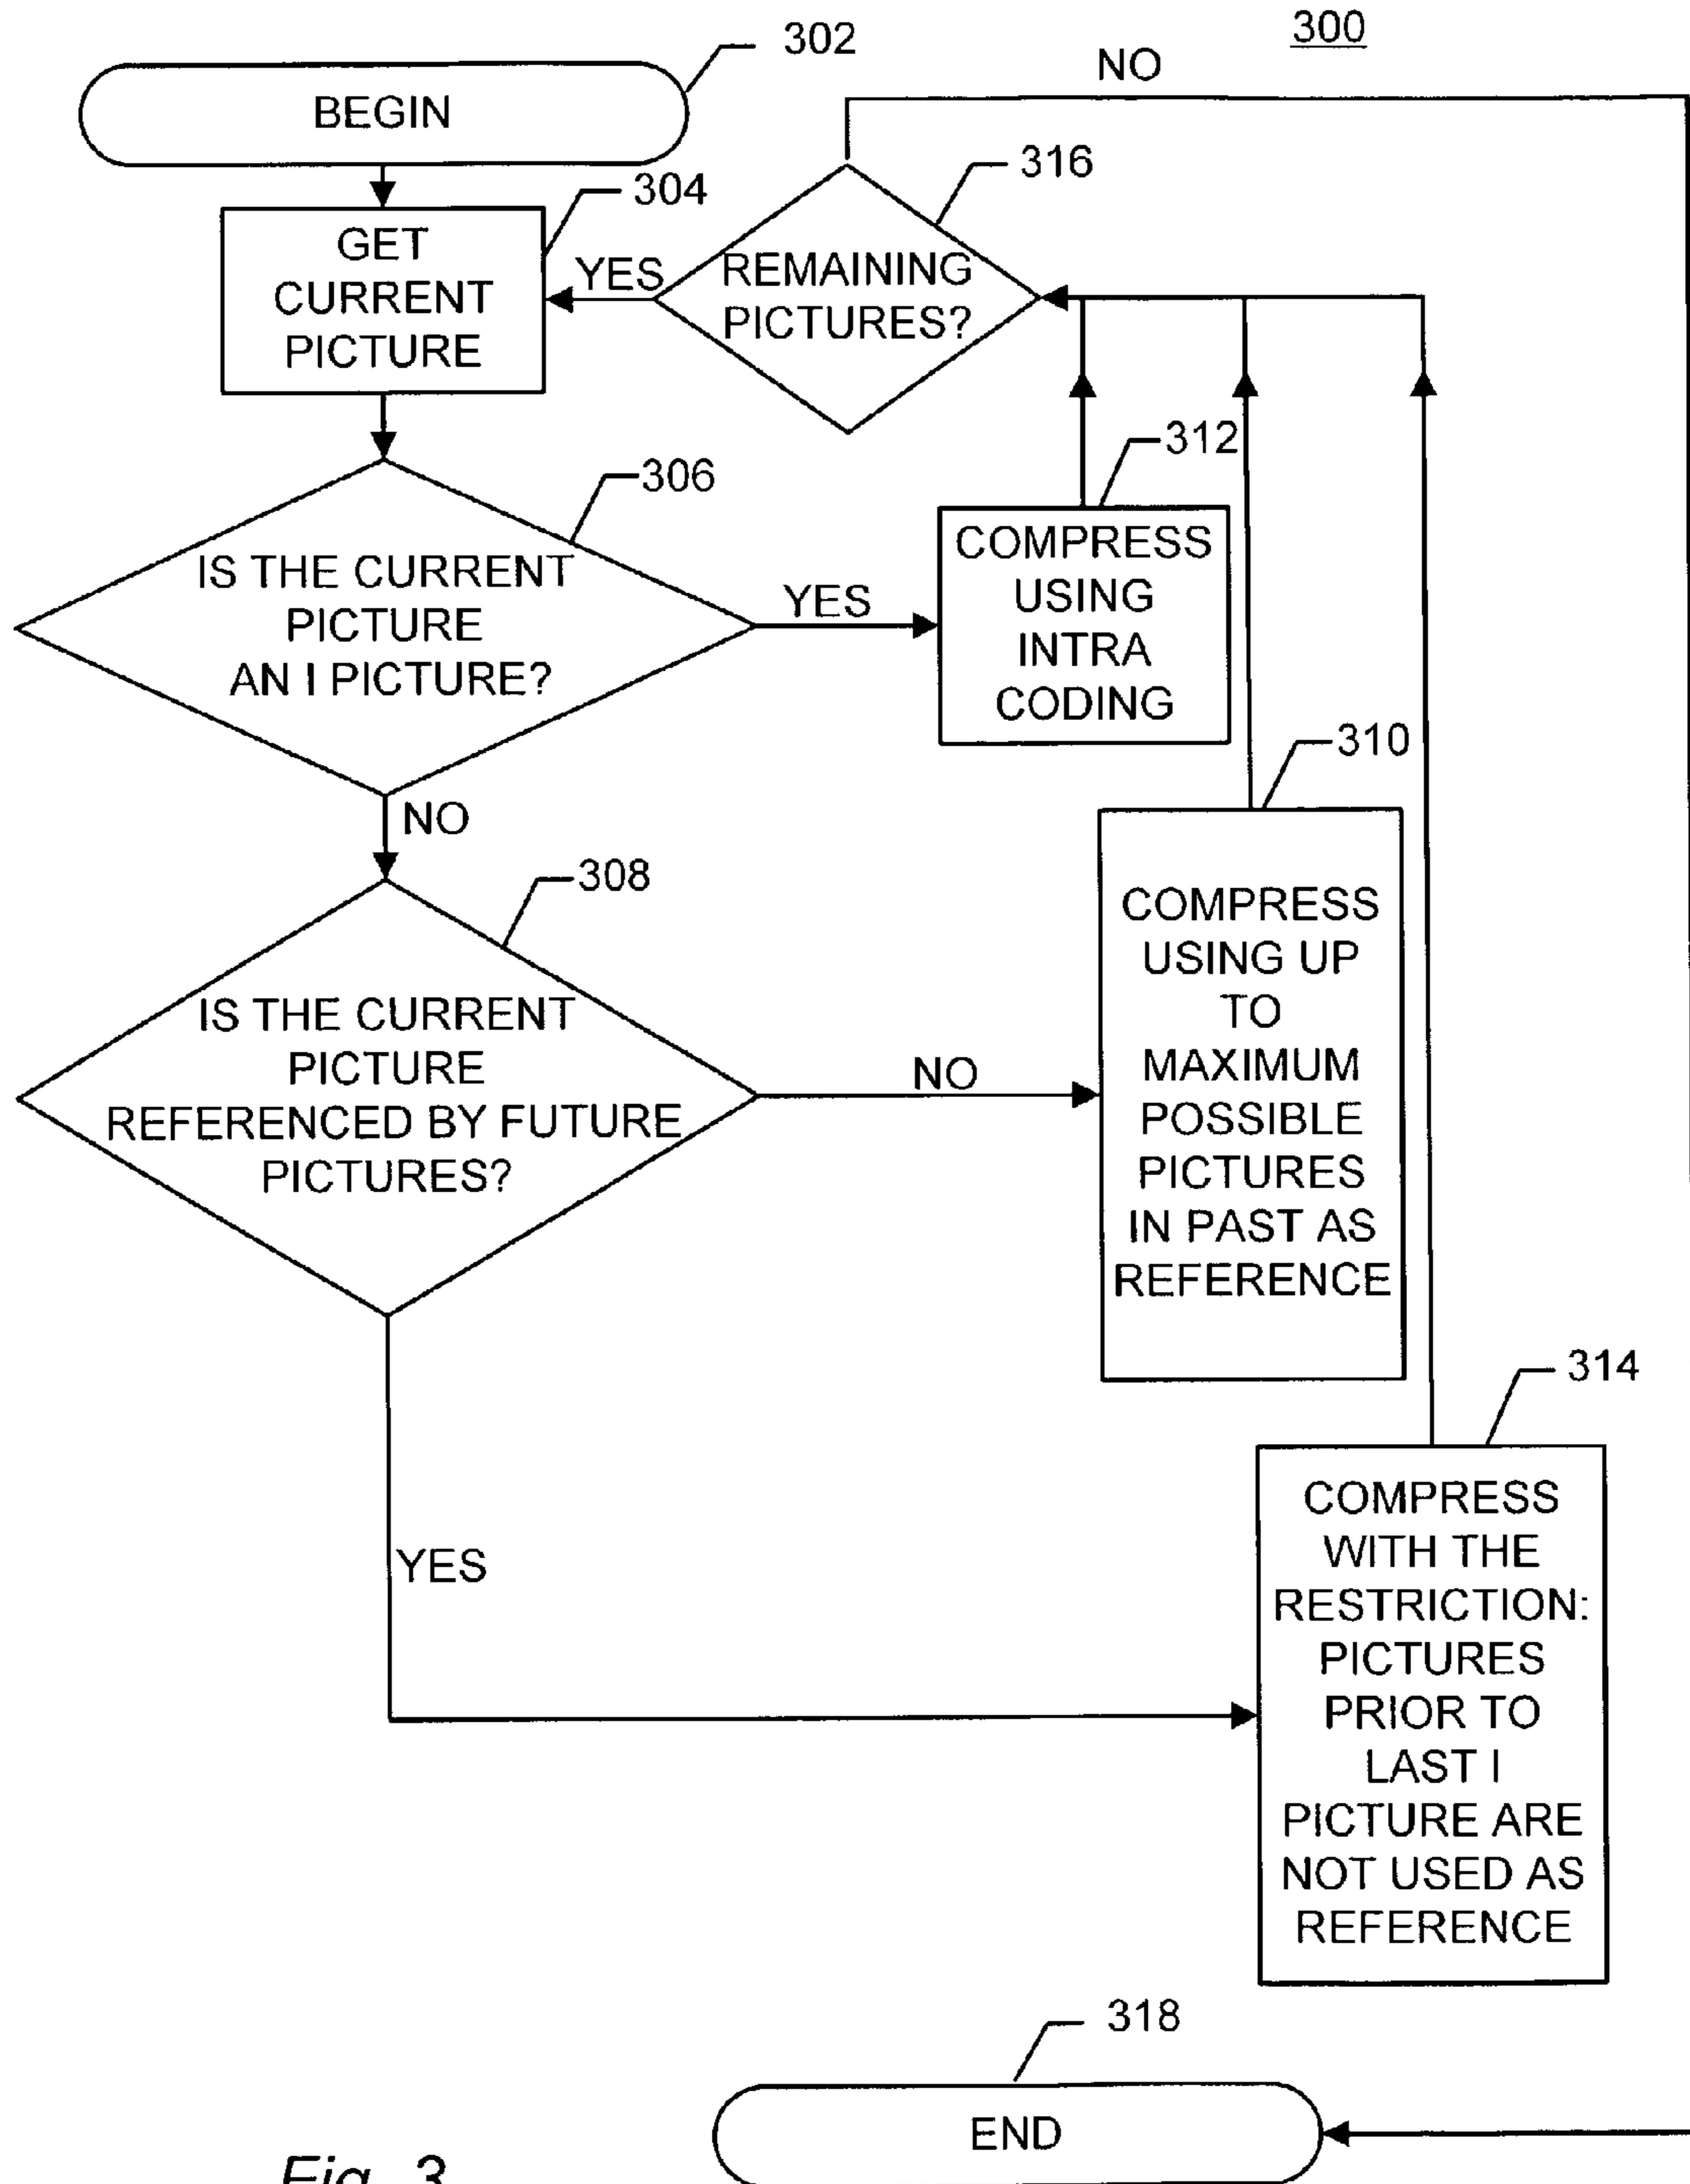 300
302
BEGIN
NO
304
GET
CURRENT
PICTURE
YES
316
REMAINING
PICTURES?
306
IS THE CURRENT
PICTURE
AN I PICTURE?
YES
312
COMPRESS
USING
INTRA
CODING
NO
308
IS THE CURRENT
PICTURE
REFERENCED BY FUTURE
PICTURES?
NO
310
COMPRESS
USING UP
TO
MAXIMUM
POSSIBLE
PICTURES
IN PAST AS
REFERENCE
YES
314
COMPRESS
WITH THE
RESTRICTION:
PICTURES
PRIOR TO
LAST I
PICTURE ARE
NOT USED AS
REFERENCE
318
END
Fig. 3